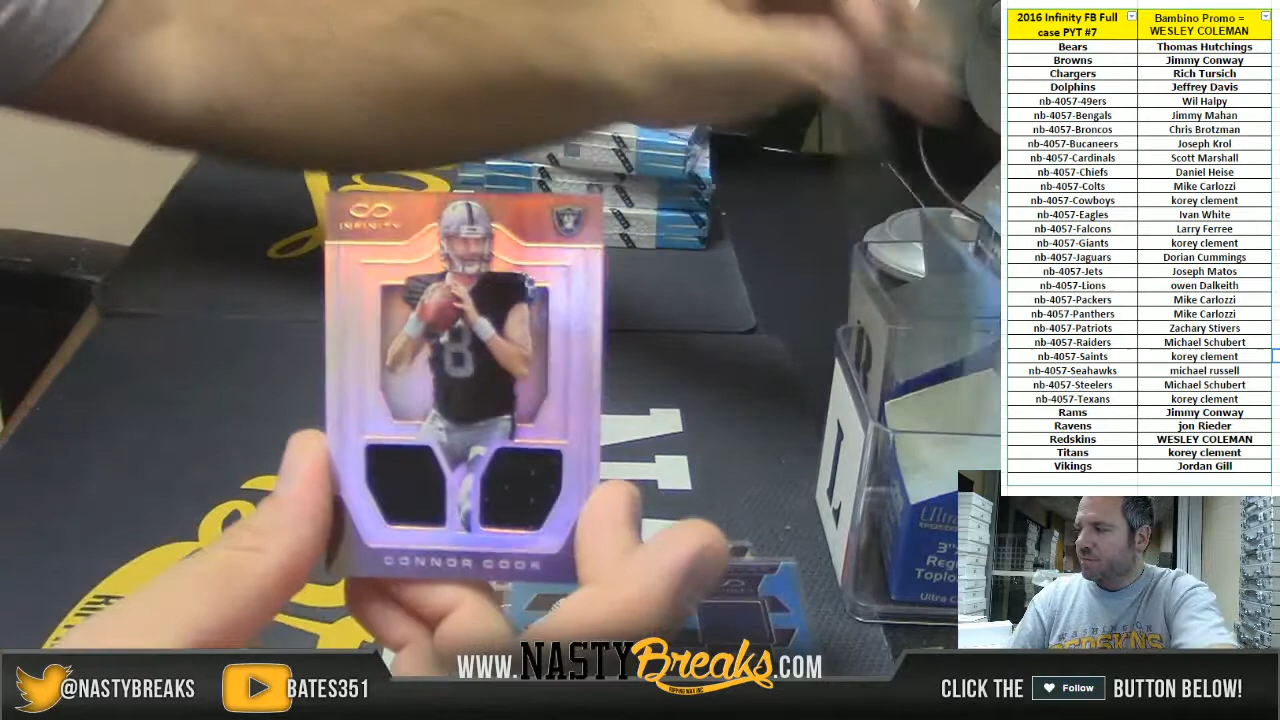 2016 Infinity FB Full case PYT #7 Bambino Promo = WESLEY COLEMAN
Bears Thomas Hutchings
Browns Jimmy Conway
Chargers Rich Tursich
Dolphins Jeffrey Davis
nb-4057-49ers Wil Halpy
nb-4057-Bengals Jimmy Mahan
nb-4057-Broncos Chris Brotzman
nb-4057-Bucaneers Joseph Krol
nb-4057-Cardinals Scott Marshall
nb-4057-Chiefs Daniel Heise
nb-4057-Colts Mike Carlozzi
nb-4057-Cowboys korey clement
nb-4057-Eagles Ivan White
nb-4057-Falcons Larry Ferree
nb-4057-Giants korey clement
nb-4057-Jaguars Dorian Cummings
nb-4057-Jets Joseph Matos
nb-4057-Lions owen Dalkeith
nb-4057-Packers Mike Carlozzi
nb-4057-Panthers Mike Carlozzi
nb-4057-Patriots Zachary Stivers
nb-4057-Raiders Michael Schubert
nb-4057-Saints korey clement
nb-4057-Seahawks michael russell
nb-4057-Steelers Michael Schubert
nb-4057-Texans korey clement
Rams Jimmy Conway
Ravens jon Rieder
Redskins WESLEY COLEMAN
Titans korey clement
Vikings Jordan Gill
INFINITY
8
CONNOR COOK
Ultra
3"
Reg
Toplo
Ultra
WASHINGTON
REDSKINS
@NASTYBREAKS
BATES351
WWW.NASTYBreaks.COM
RIPPING WAX INC
CLICK THE Follow BUTTON BELOW!